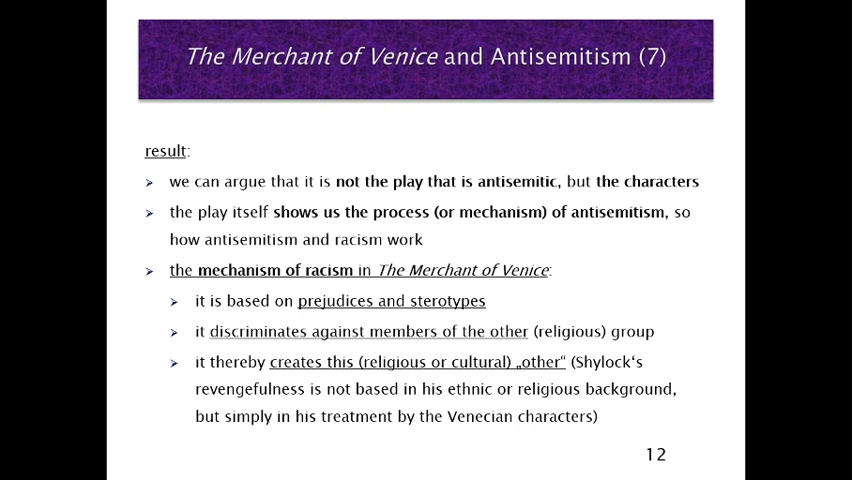 The Merchant of Venice and Antisemitism (7)
result:
we can argue that it is not the play that is antisemitic, but the characters
the play itself shows us the process (or mechanism) of antisemitism, so
how antisemitism and racism work
the mechanism of racism in The Merchant of Venice:
it is based on prejudices and sterotypes
it discriminates against members of the other (religious) group
it thereby creates this (religious or cultural) „other“ (Shylock‘s
revengefulness is not based in his ethnic or religious background,
but simply in his treatment by the Venecian characters)
12